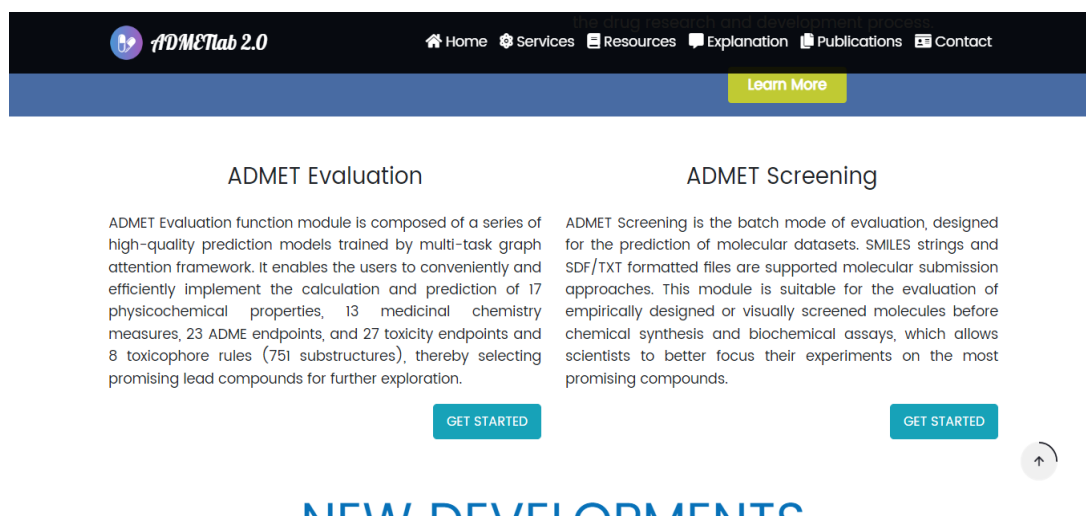 the drug research and development process.
ADMETlab 2.0
Home Services Resources Explanation Publications Contact
Learn More
ADMET Evaluation
ADMET Evaluation function module is composed of a series of
high-quality prediction models trained by multi-task graph
attention framework. It enables the users to conveniently and
efficiently implement the calculation and prediction of 17
physicochemical properties, 13 medicinal chemistry
measures, 23 ADME endpoints, and 27 toxicity endpoints and
8 toxicophore rules (751 substructures), thereby selecting
promising lead compounds for further exploration.
GET STARTED
ADMET Screening
ADMET Screening is the batch mode of evaluation, designed
for the prediction of molecular datasets. SMILES strings and
SDF/TXT formatted files are supported molecular submission
approaches. This module is suitable for the evaluation of
empirically designed or visually screened molecules before
chemical synthesis and biochemical assays, which allows
scientists to better focus their experiments on the most
promising compounds.
GET STARTED
NEW DEVELOPMENTS